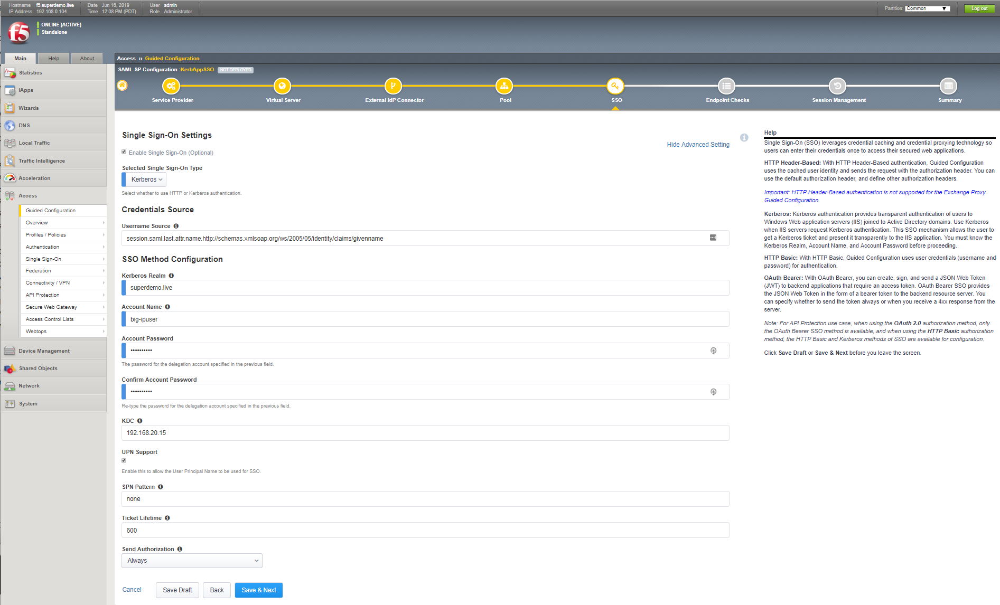 Hostname f5.superdemo.live Date Jun 16, 2019 User admin
IP Address 192.168.0.104 Time 12:08 PM (PDT) Role Administrator
Partition: Common
Log out
f5
ONLINE (ACTIVE)
Standalone
Main
Help
About
Statistics
iApps
Wizards
DNS
Local Traffic
Traffic Intelligence
Acceleration
Access
Guided Configuration
Overview
Profiles / Policies
Authentication
Single Sign-On
Federation
Connectivity / VPN
API Protection
Secure Web Gateway
Access Control Lists
Webtops
Device Management
Shared Objects
Network
System
Access » Guided Configuration
SAML SP Configuration :KerbAppSSO NOT DEPLOYED
Service Provider
Virtual Server
External IdP Connector
Pool
SSO
Endpoint Checks
Session Management
Summary
Single Sign-On Settings
Hide Advanced Setting
Enable Single Sign-On (Optional)
Selected Single Sign-On Type
Kerberos
Select whether to use HTTP or Kerberos authentication.
Credentials Source
Username Source
session.saml.last.attr.name.http://schemas.xmlsoap.org/ws/2005/05/identity/claims/givenname
SSO Method Configuration
Kerberos Realm
superdemo.live
Account Name
big-ipuser
Account Password
••••••••••
The password for the delegation account specified in the previous field.
Confirm Account Password
••••••••••
Re-type the password for the delegation account specified in the previous field.
KDC
192.168.20.15
UPN Support
Enable this to allow the User Principal Name to be used for SSO.
SPN Pattern
none
Ticket Lifetime
600
Send Authorization
Always
Cancel
Save Draft
Back
Save & Next
Help
Single Sign-On (SSO) leverages credential caching and credential proxying technology so
users can enter their credentials once to access their secured web applications.
HTTP Header-Based: With HTTP Header-Based authentication, Guided Configuration
uses the cached user identity and sends the request with the authorization header. You can
use the default authorization header, and define other authorization headers.
Important: HTTP Header-Based authentication is not supported for the Exchange Proxy
Guided Configuration.
Kerberos: Kerberos authentication provides transparent authentication of users to
Windows Web application servers (IIS) joined to Active Directory domains. Use Kerberos
when IIS servers request Kerberos authentication. This SSO mechanism allows the user to
get a Kerberos ticket and present it transparently to the IIS application. You must know the
Kerberos Realm, Account Name, and Account Password before proceeding.
HTTP Basic: With HTTP Basic, Guided Configuration uses user credentials (username and
password) for authentication.
OAuth Bearer: With OAuth Bearer, you can create, sign, and send a JSON Web Token
(JWT) to backend applications that require an access token. OAuth Bearer SSO provides
the JSON Web Token in the form of a bearer token to the backend resource server. You
can specify whether to send the token always or when you receive a 4xx response from the
server.
Note: For API Protection use case, when using the OAuth 2.0 authorization method, only
the OAuth Bearer SSO method is available, and when using the HTTP Basic authorization
method, the HTTP Basic and Kerberos methods of SSO are available for configuration.
Click Save Draft or Save & Next before you leave the screen.